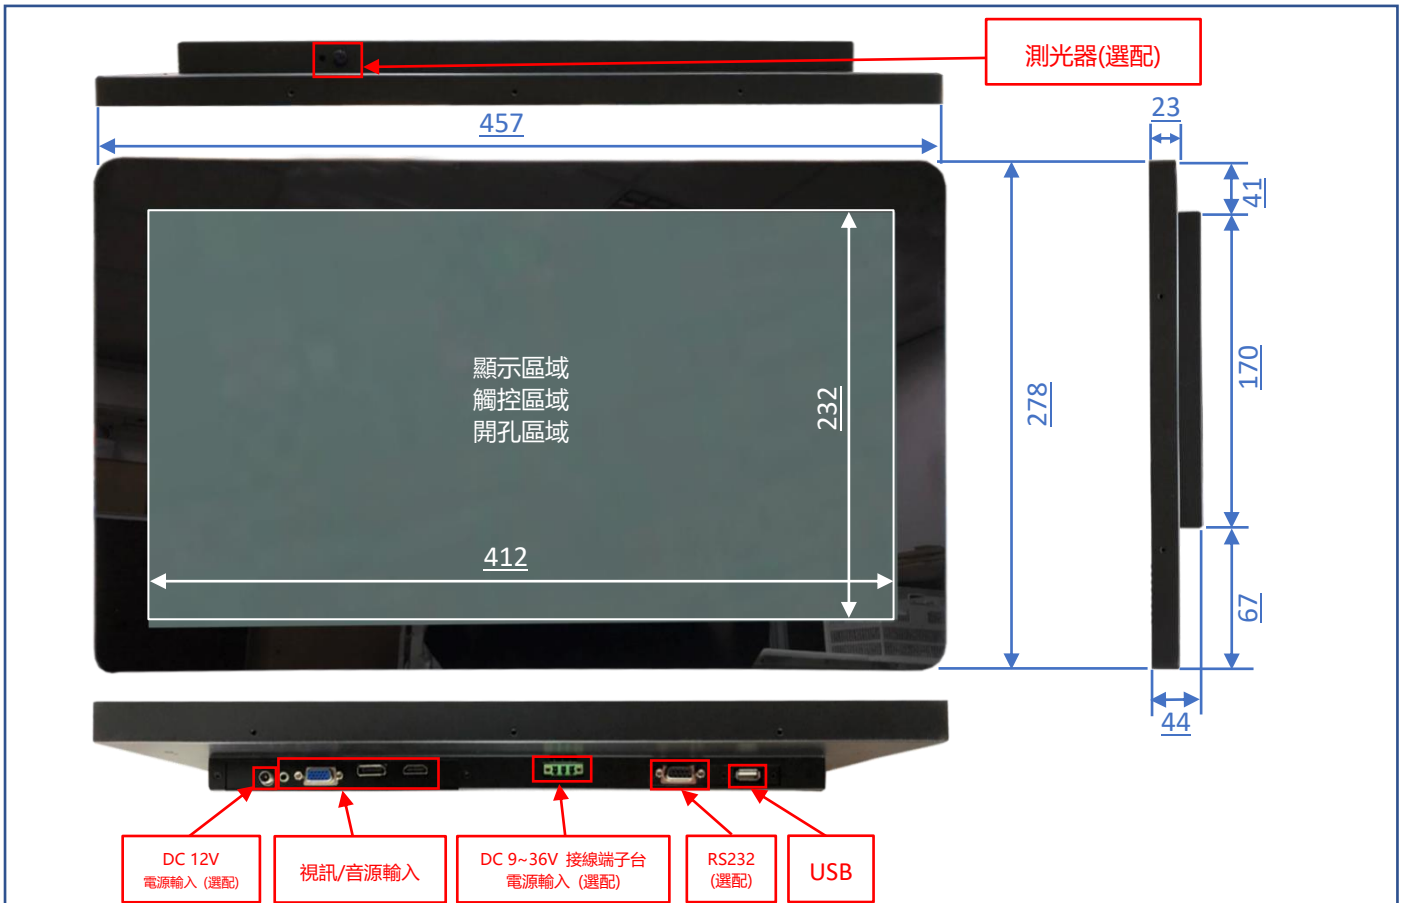 測光器(選配)
457
23
41
顯示區域
觸控區域
開孔區域
232
278
170
412
67
44
DC 12V
電源輸入 (選配)
視訊/音源輸入
DC 9~36V 接線端子台
電源輸入 (選配)
RS232
(選配)
USB